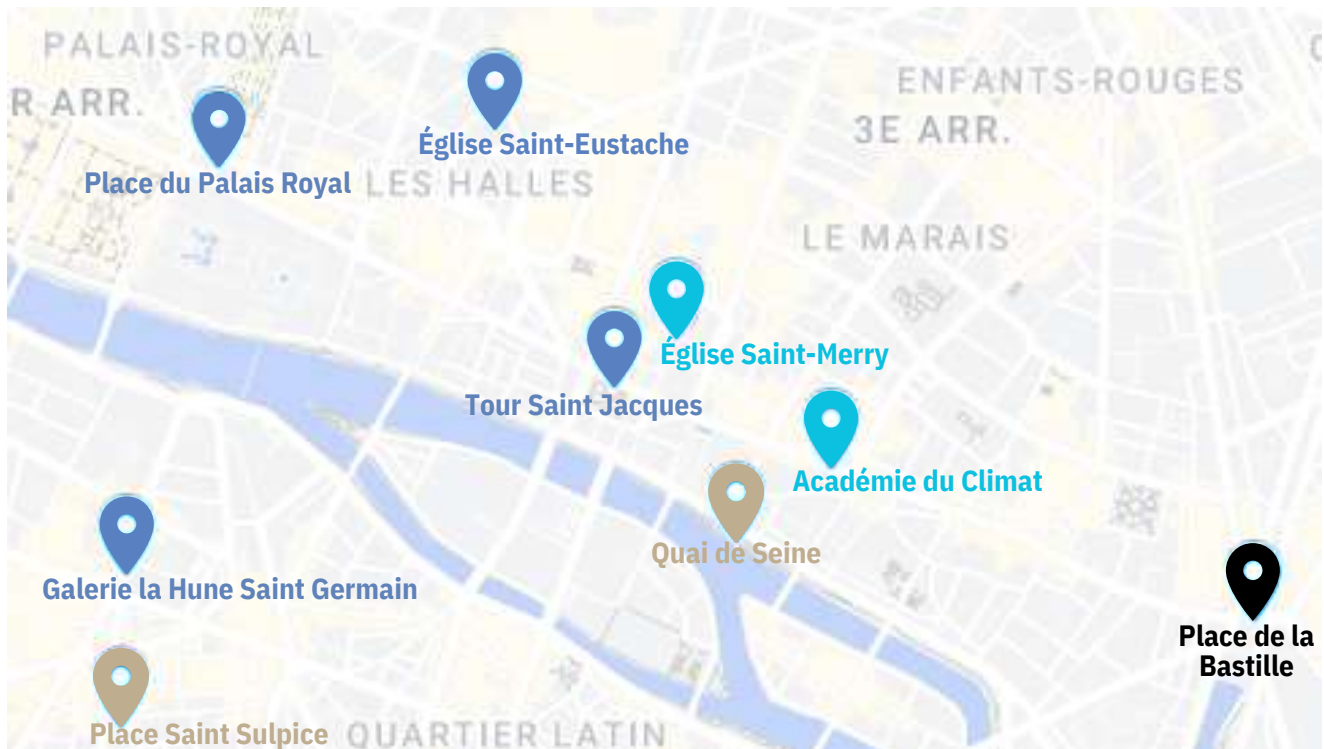 PALAIS-ROYAL
ENFANTS-ROUGES
R ARR.
3E ARR.
Église Saint-Eustache
Place du Palais Royal
LES HALLES
LE MARAIS
Église Saint-Merry
Tour Saint Jacques
Académie du Climat
Quai de Seine
Galerie la Hune Saint Germain
Place de la
Bastille
Place Saint Sulpice
QUARTIER LATIN